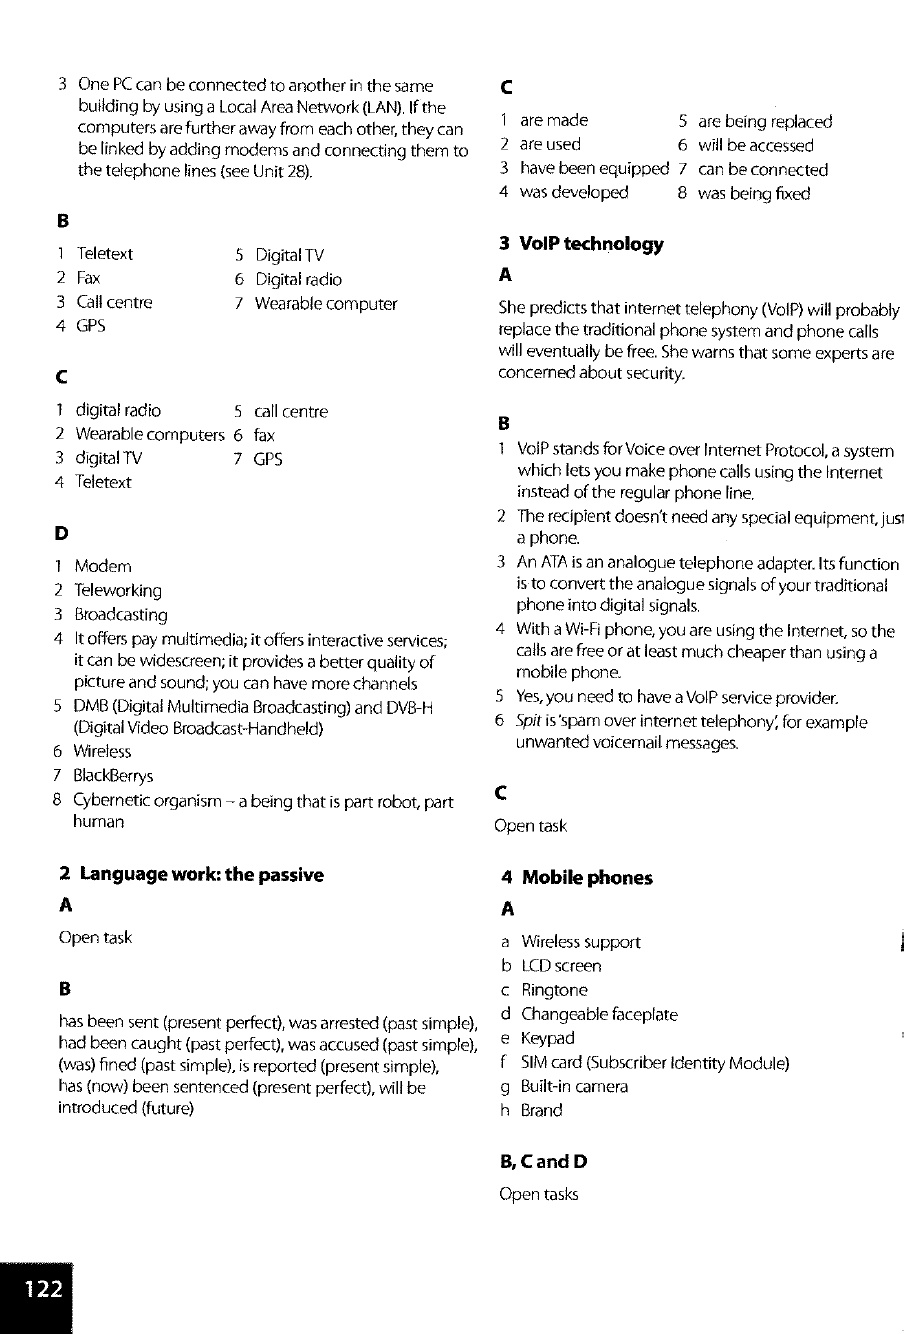 3 One PC can be connected to another in the same
building by using a Local Area Network (LAN). If the
computers are further away from each other, they can
be linked by adding modems and connecting them to
the telephone lines (see Unit 28).
B
1 Teletext 5 Digital TV
2 Fax 6 Digital radio
3 Call centre 7 Wearable computer
4 GPS
C
1 digital radio 5 call centre
2 Wearable computers 6 fax
3 digital TV 7 GPS
4 Teletext
D
1 Modem
2 Teleworking
3 Broadcasting
4 It offers pay multimedia; it offers interactive services;
it can be widescreen; it provides a better quality of
picture and sound; you can have more channels
5 DMB (Digital Multimedia Broadcasting) and DVB-H
(Digital Video Broadcast-Handheld)
6 Wireless
7 BlackBerrys
8 Cybernetic organism – a being that is part robot, part
human
2 Language work: the passive
A
Open task
B
has been sent (present perfect), was arrested (past simple),
had been caught (past perfect), was accused (past simple),
(was) fined (past simple), is reported (present simple),
has (now) been sentenced (present perfect), will be
introduced (future)
C
1 are made 5 are being replaced
2 are used 6 will be accessed
3 have been equipped 7 can be connected
4 was developed 8 was being fixed
3 VoIP technology
A
She predicts that internet telephony (VoIP) will probably
replace the traditional phone system and phone calls
will eventually be free. She warns that some experts are
concerned about security.
B
1 VoIP stands for Voice over Internet Protocol, a system
which lets you make phone calls using the Internet
instead of the regular phone line.
2 The recipient doesn't need any special equipment, just
a phone.
3 An ATA is an analogue telephone adapter. Its function
is to convert the analogue signals of your traditional
phone into digital signals.
4 With a Wi-Fi phone, you are using the Internet, so the
calls are free or at least much cheaper than using a
mobile phone.
5 Yes, you need to have a VoIP service provider.
6 Spit is 'spam over internet telephony', for example
unwanted voicemail messages.
C
Open task
4 Mobile phones
A
a Wireless support
b LCD screen
c Ringtone
d Changeable faceplate
e Keypad
f SIM card (Subscriber Identity Module)
g Built-in camera
h Brand
B, C and D
Open tasks
122